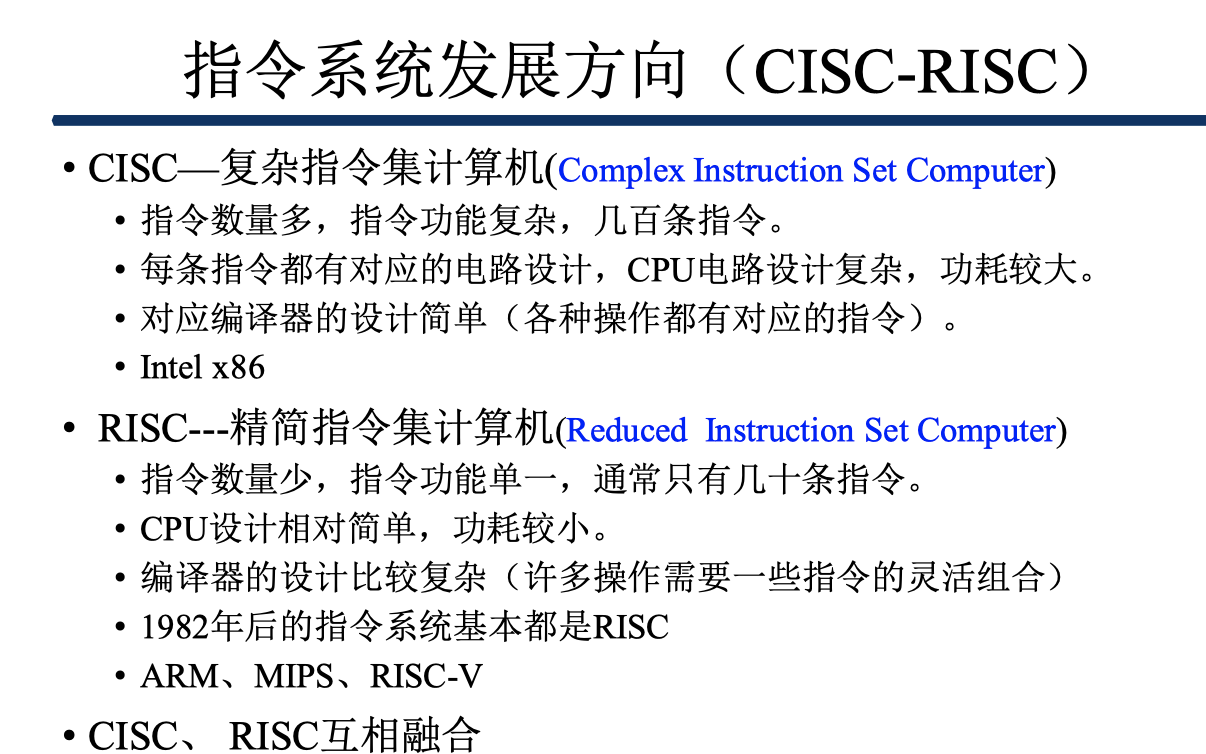 指令系统发展方向（CISC-RISC）
• CISC—复杂指令集计算机(Complex Instruction Set Computer)
• 指令数量多，指令功能复杂，几百条指令。
• 每条指令都有对应的电路设计，CPU电路设计复杂，功耗较大。
• 对应编译器的设计简单（各种操作都有对应的指令）。
• Intel x86
• RISC---精简指令集计算机(Reduced Instruction Set Computer)
• 指令数量少，指令功能单一，通常只有几十条指令。
• CPU设计相对简单，功耗较小。
• 编译器的设计比较复杂（许多操作需要一些指令的灵活组合）
• 1982年后的指令系统基本都是RISC
• ARM、MIPS、RISC-V
• CISC、 RISC互相融合